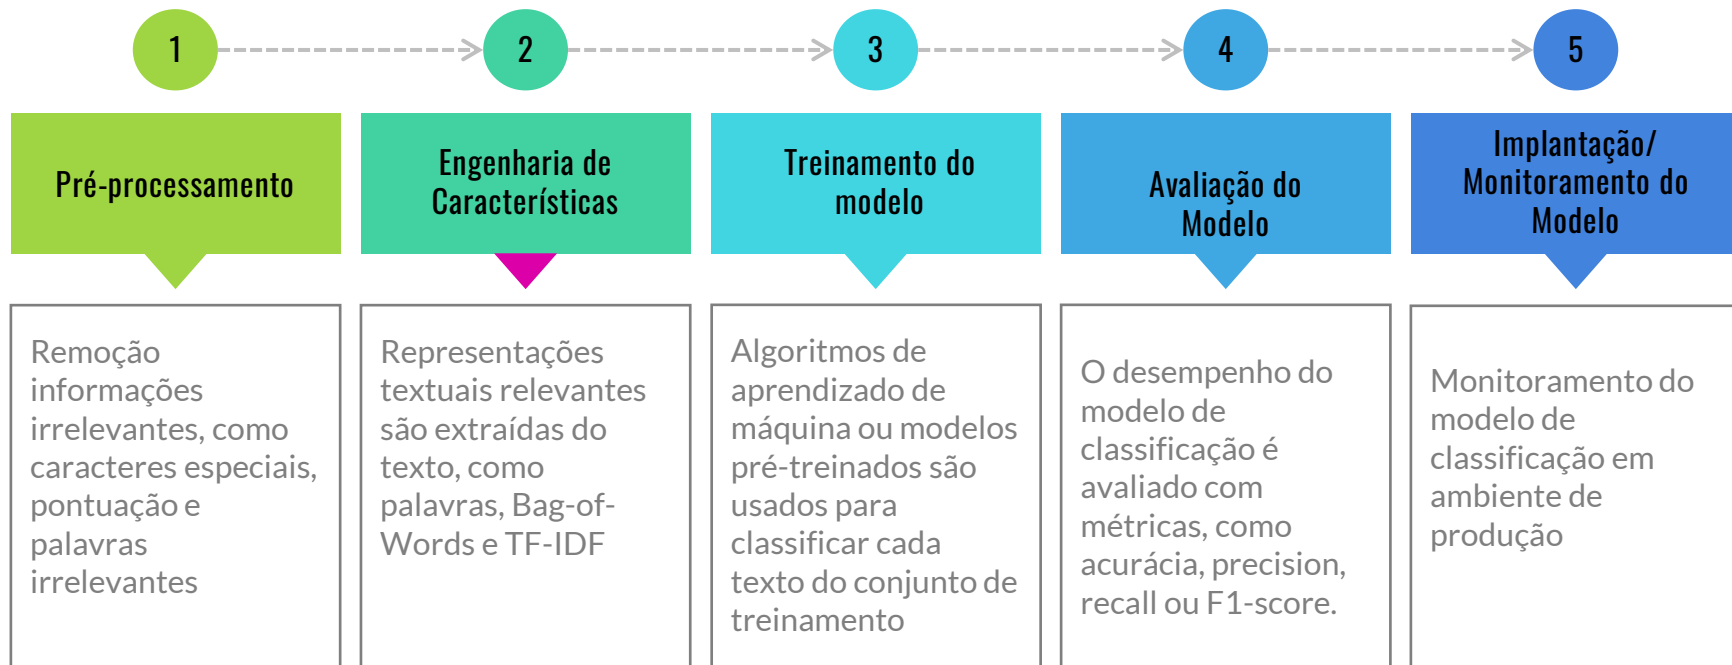 1
2
3
4
5
Pré-processamento
Engenharia de
Características
Treinamento do
modelo
Avaliação do
Modelo
Implantação/
Monitoramento do
Modelo
Remoção
informações
irrelevantes, como
caracteres especiais,
pontuação e
palavras
irrelevantes
Representações
textuais relevantes
são extraídas do
texto, como
palavras, Bag-of-
Words e TF-IDF
Algoritmos de
aprendizado de
máquina ou modelos
pré-treinados são
usados para
classificar cada
texto do conjunto de
treinamento
O desempenho do
modelo de
classificação é
avaliado com
métricas, como
acurácia, precision,
recall ou F1-score.
Monitoramento do
modelo de
classificação em
ambiente de
produção